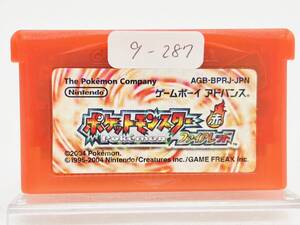 9-287
The Pokémon Company
AGB-BPRJ-JPN
Nintendo
ゲームボーイ アドバンス
ポケットモンスター 赤
Pokémon
ファイアレッド
©2004 Pokémon.
©1995-2004 Nintendo/Creatures inc./GAME FREAK inc.